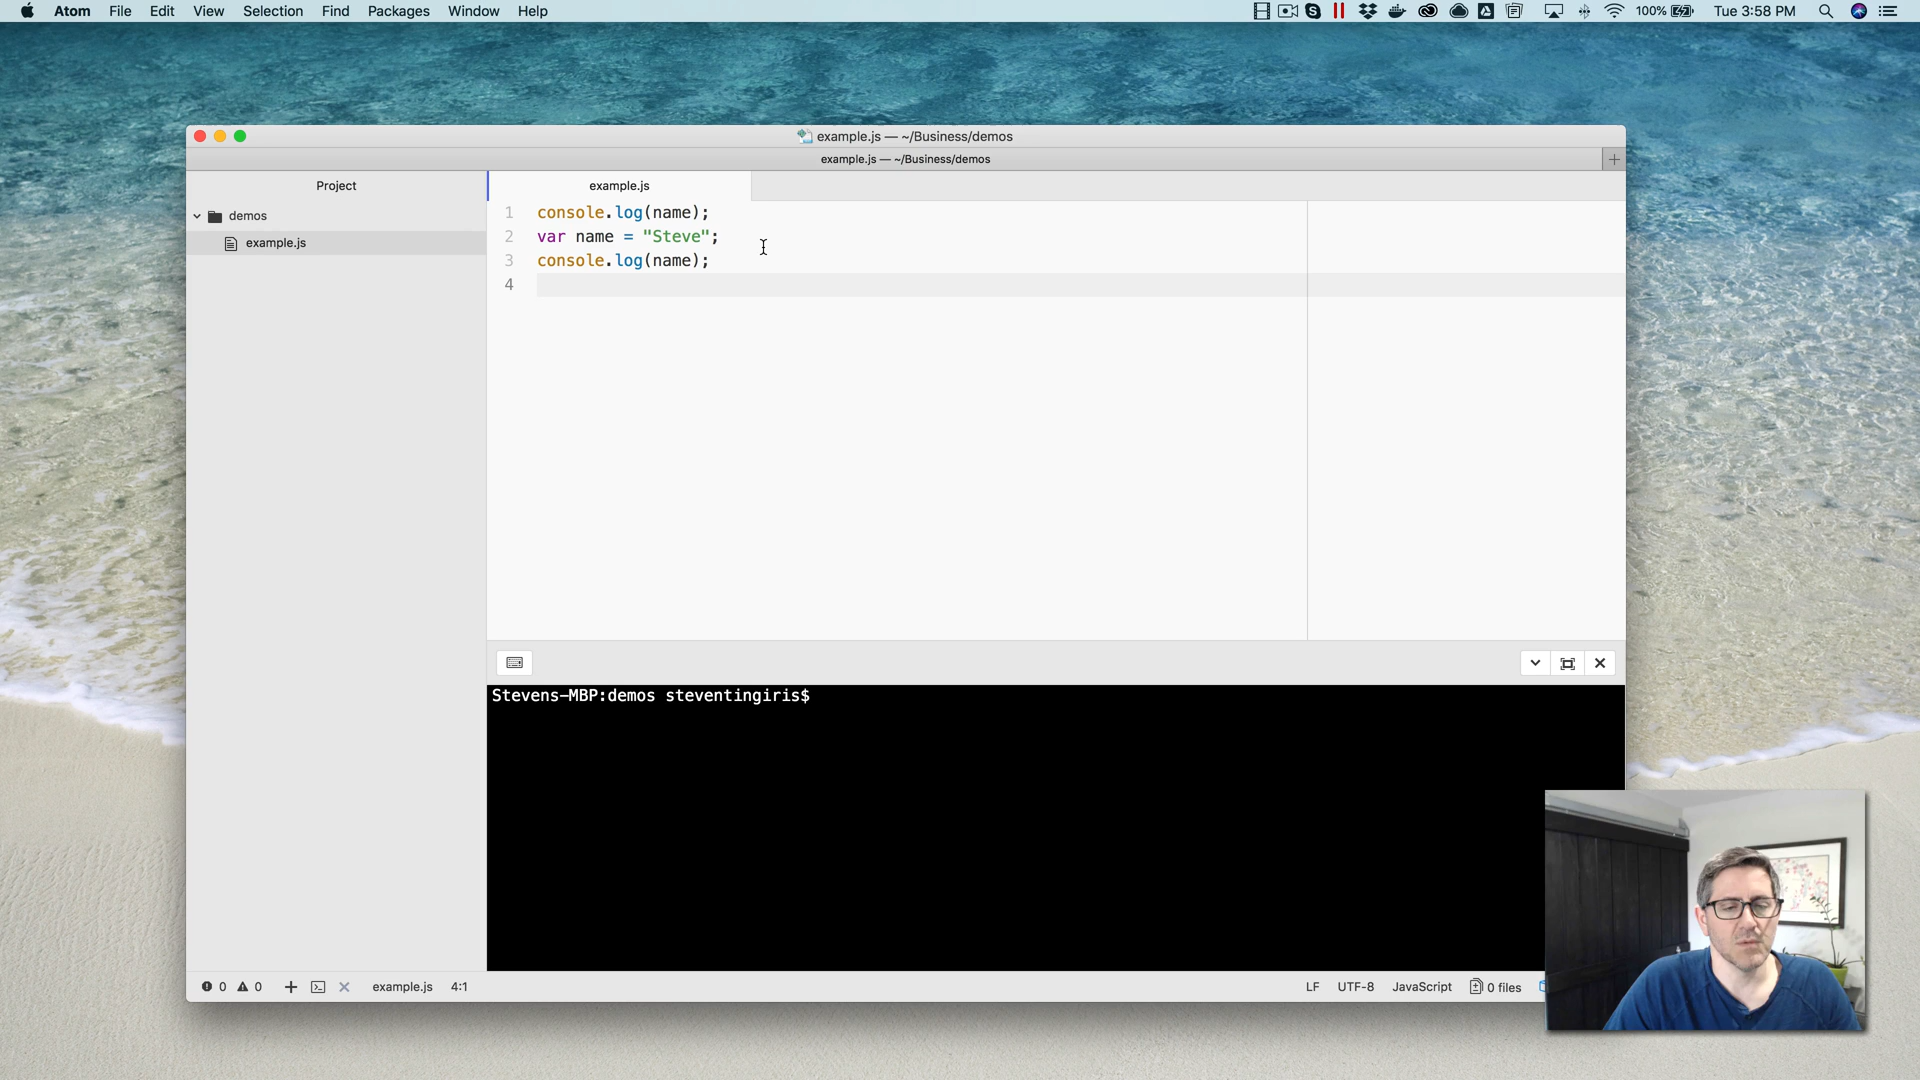 Atom File Edit View Selection Find Packages Window Help 100% Tue 3:58 PM
example.js — ~/Business/demos
example.js — ~/Business/demos
Project
demos
example.js
example.js
1 console.log(name);
2 var name = "Steve";
3 console.log(name);
4
Stevens-MBP:demos steventingiris$
0 0 example.js 4:1 LF UTF-8 JavaScript 0 files